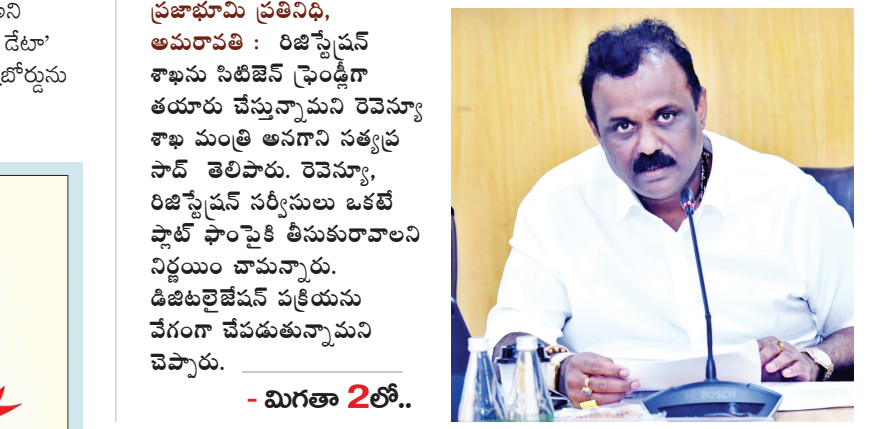 ని
డేటా'
బోర్డును
ప్రజాభూమి ప్రతినిధి,
అమరావతి : రిజిస్ట్రేషన్
శాఖను సిటిజెన్ ఫ్రెండ్లీగా
తయారు చేస్తున్నామని రెవెన్యూ
శాఖ మంత్రి అనగాని సత్యప్ర
సాద్ తెలిపారు. రెవెన్యూ,
రిజిస్ట్రేషన్ సర్వీసులు ఒకటే
ప్లాట్ ఫాంపైకి తీసుకురావాలని
నిర్ణయిం చామన్నారు.
డిజిటలైజేషన్ పక్రియను
వేగంగా చేపడుతున్నామని
చెప్పారు.
- మిగతా 2లో..
BOSCH